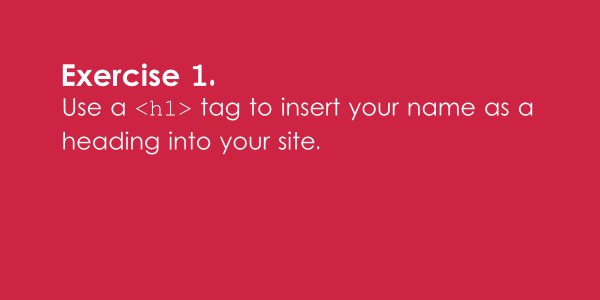 Exercise 1.
Use a <h1> tag to insert your name as a
heading into your site.